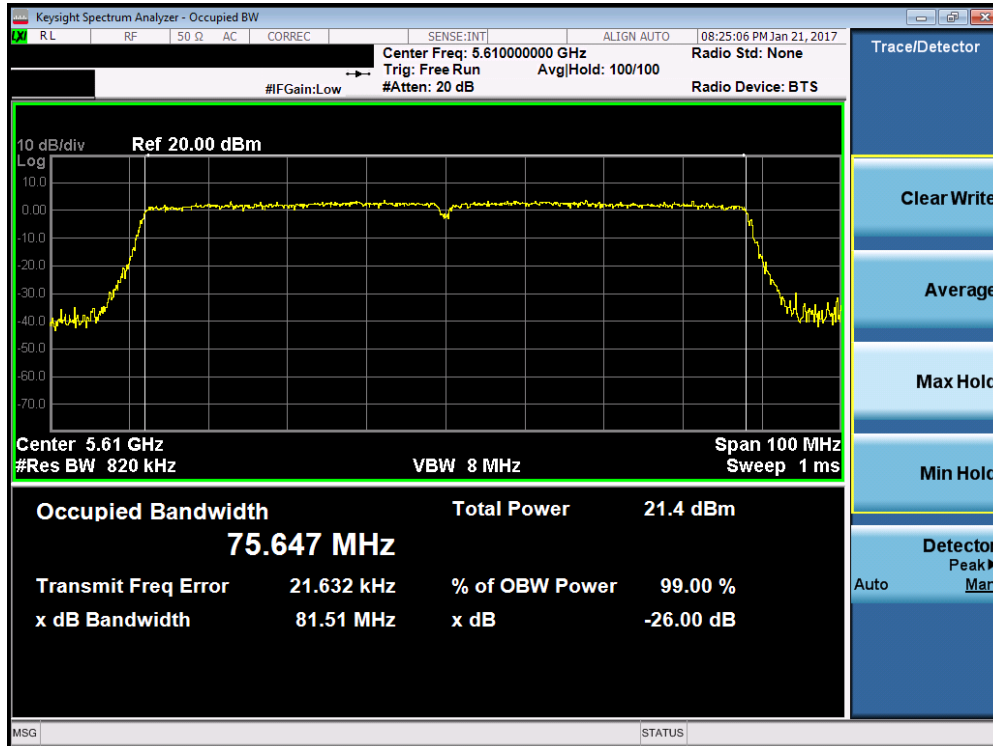 Keysight Spectrum Analyzer - Occupied BW
LXI RL RF 50 Ω AC CORREC SENSE:INT ALIGN AUTO 08:25:06 PM Jan 21, 2017
Center Freq: 5.610000000 GHz Radio Std: None
Trig: Free Run Avg|Hold: 100/100
#IFGain:Low #Atten: 20 dB Radio Device: BTS
Trace/Detector
10 dB/div Ref 20.00 dBm
Log
10.0
0.00
-10.0
-20.0
-30.0
-40.0
-50.0
-60.0
-70.0
Center 5.61 GHz Span 100 MHz
#Res BW 820 kHz VBW 8 MHz Sweep 1 ms
Occupied Bandwidth Total Power 21.4 dBm
75.647 MHz
Transmit Freq Error 21.632 kHz % of OBW Power 99.00 %
x dB Bandwidth 81.51 MHz x dB -26.00 dB
Clear Write
Average
Max Hold
Min Hold
Detector
Peak
Auto Man
MSG STATUS